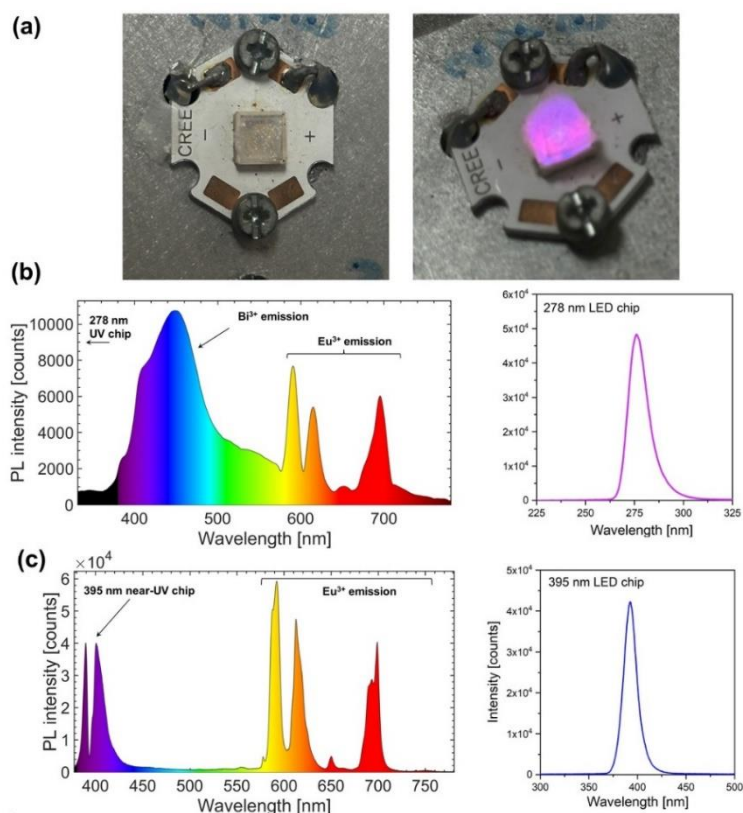 (a)
CREE
−
+
CREE
−
+
(b)
278 nm
UV chip
Bi³⁺ emission
Eu³⁺ emission
PL intensity [counts]
10000
8000
6000
4000
2000
0
400
500
600
700
Wavelength [nm]
278 nm LED chip
6x10⁴
5x10⁴
4x10⁴
3x10⁴
2x10⁴
1x10⁴
0
225
250
275
300
325
Wavelength [nm]
(c)
×10⁴
395 nm near-UV chip
Eu³⁺ emission
PL intensity [counts]
6
5
4
3
2
1
0
400
450
500
550
600
650
700
750
Wavelength [nm]
395 nm LED chip
Intensity [counts]
5x10⁴
4x10⁴
3x10⁴
2x10⁴
1x10⁴
0
300
350
400
450
500
Wavelength [nm]